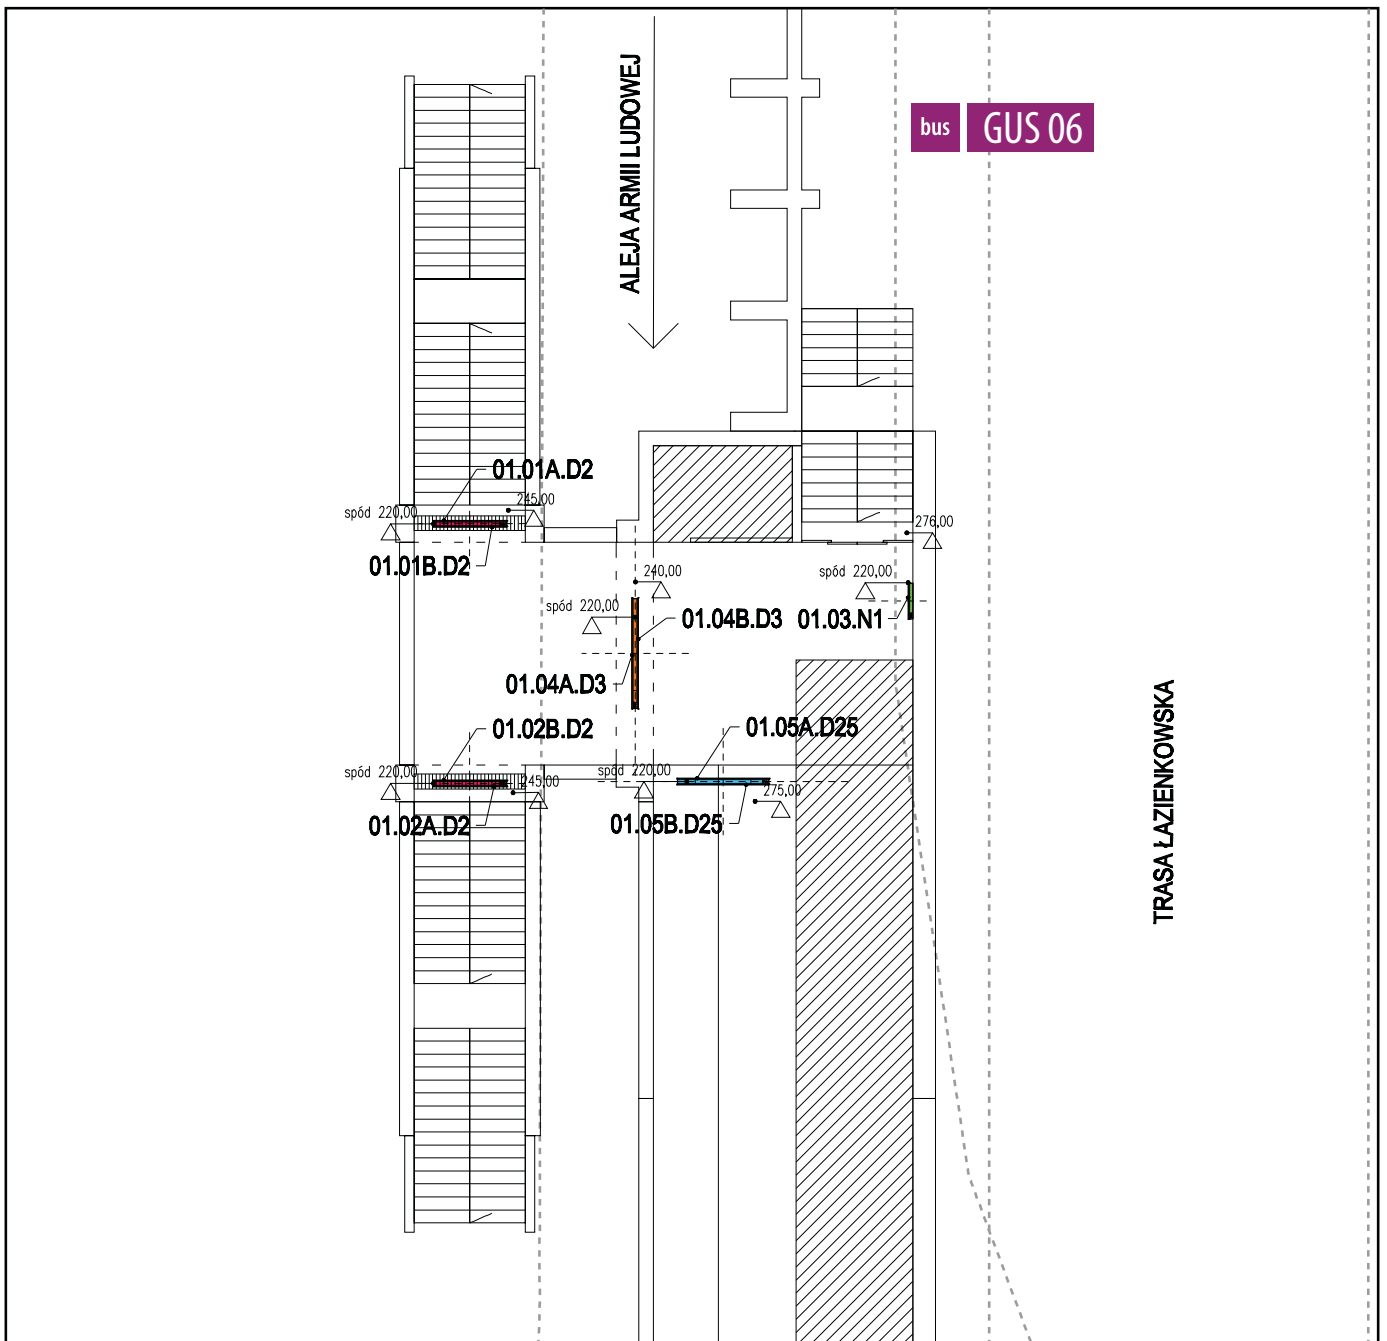 ALEJA ARMII LUDOWEJ
bus GUS 06
01.01A.D2
245,00
spód 220,00
276,00
01.01B.D2
240,00
spód 220,00
spód 220,00
01.04B.D3
01.03.N1
01.04A.D3
01.02B.D2
01.05A.D25
spód 220,00
245,00
spód 220,00
275,00
01.02A.D2
01.05B.D25
TRASA ŁAZIENKOWSKA